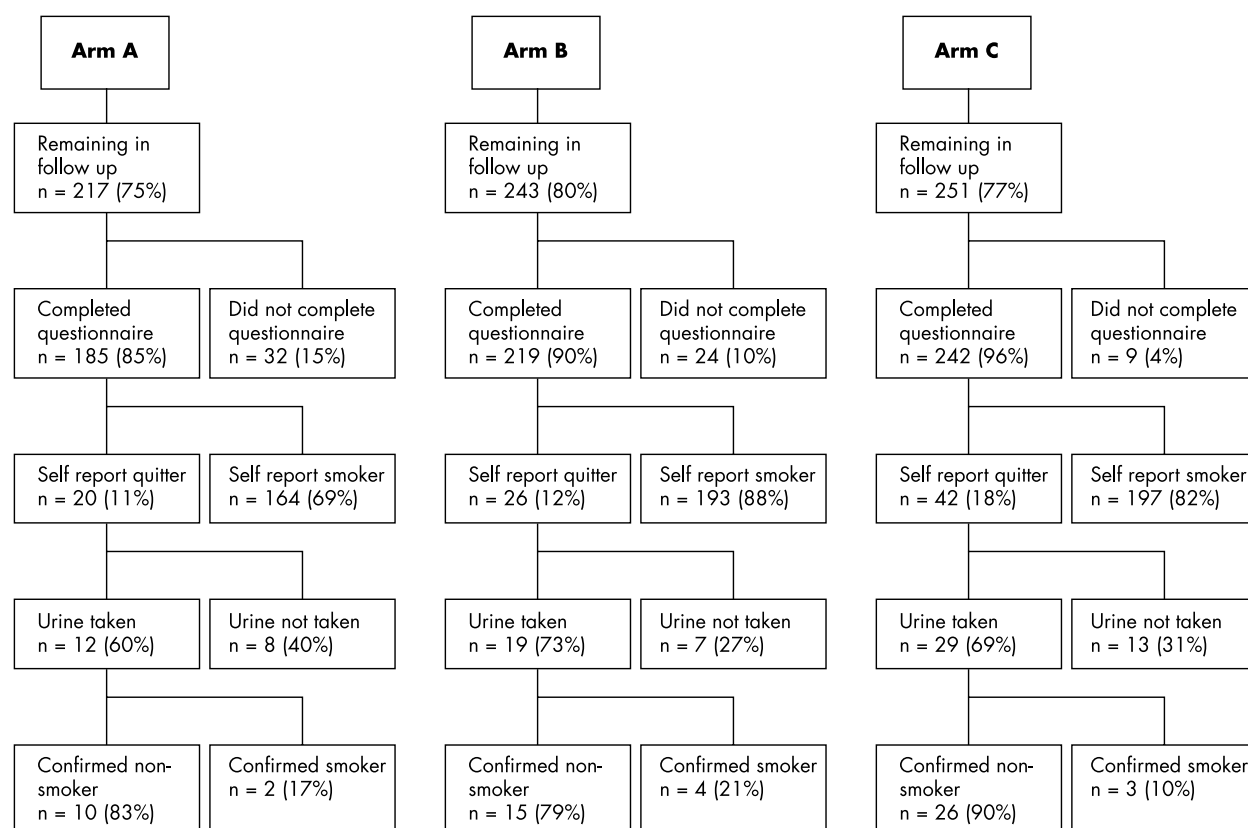 Arm A
Remaining in
follow up
n = 217 (75%)
Completed
questionnaire
n = 185 (85%)
Did not complete
questionnaire
n = 32 (15%)
Self report quitter
n = 20 (11%)
Self report smoker
n = 164 (69%)
Urine taken
n = 12 (60%)
Urine not taken
n = 8 (40%)
Confirmed non-
smoker
n = 10 (83%)
Confirmed smoker
n = 2 (17%)
Arm B
Remaining in
follow up
n = 243 (80%)
Completed
questionnaire
n = 219 (90%)
Did not complete
questionnaire
n = 24 (10%)
Self report quitter
n = 26 (12%)
Self report smoker
n = 193 (88%)
Urine taken
n = 19 (73%)
Urine not taken
n = 7 (27%)
Confirmed non-
smoker
n = 15 (79%)
Confirmed smoker
n = 4 (21%)
Arm C
Remaining in
follow up
n = 251 (77%)
Completed
questionnaire
n = 242 (96%)
Did not complete
questionnaire
n = 9 (4%)
Self report quitter
n = 42 (18%)
Self report smoker
n = 197 (82%)
Urine taken
n = 29 (69%)
Urine not taken
n = 13 (31%)
Confirmed non-
smoker
n = 26 (90%)
Confirmed smoker
n = 3 (10%)